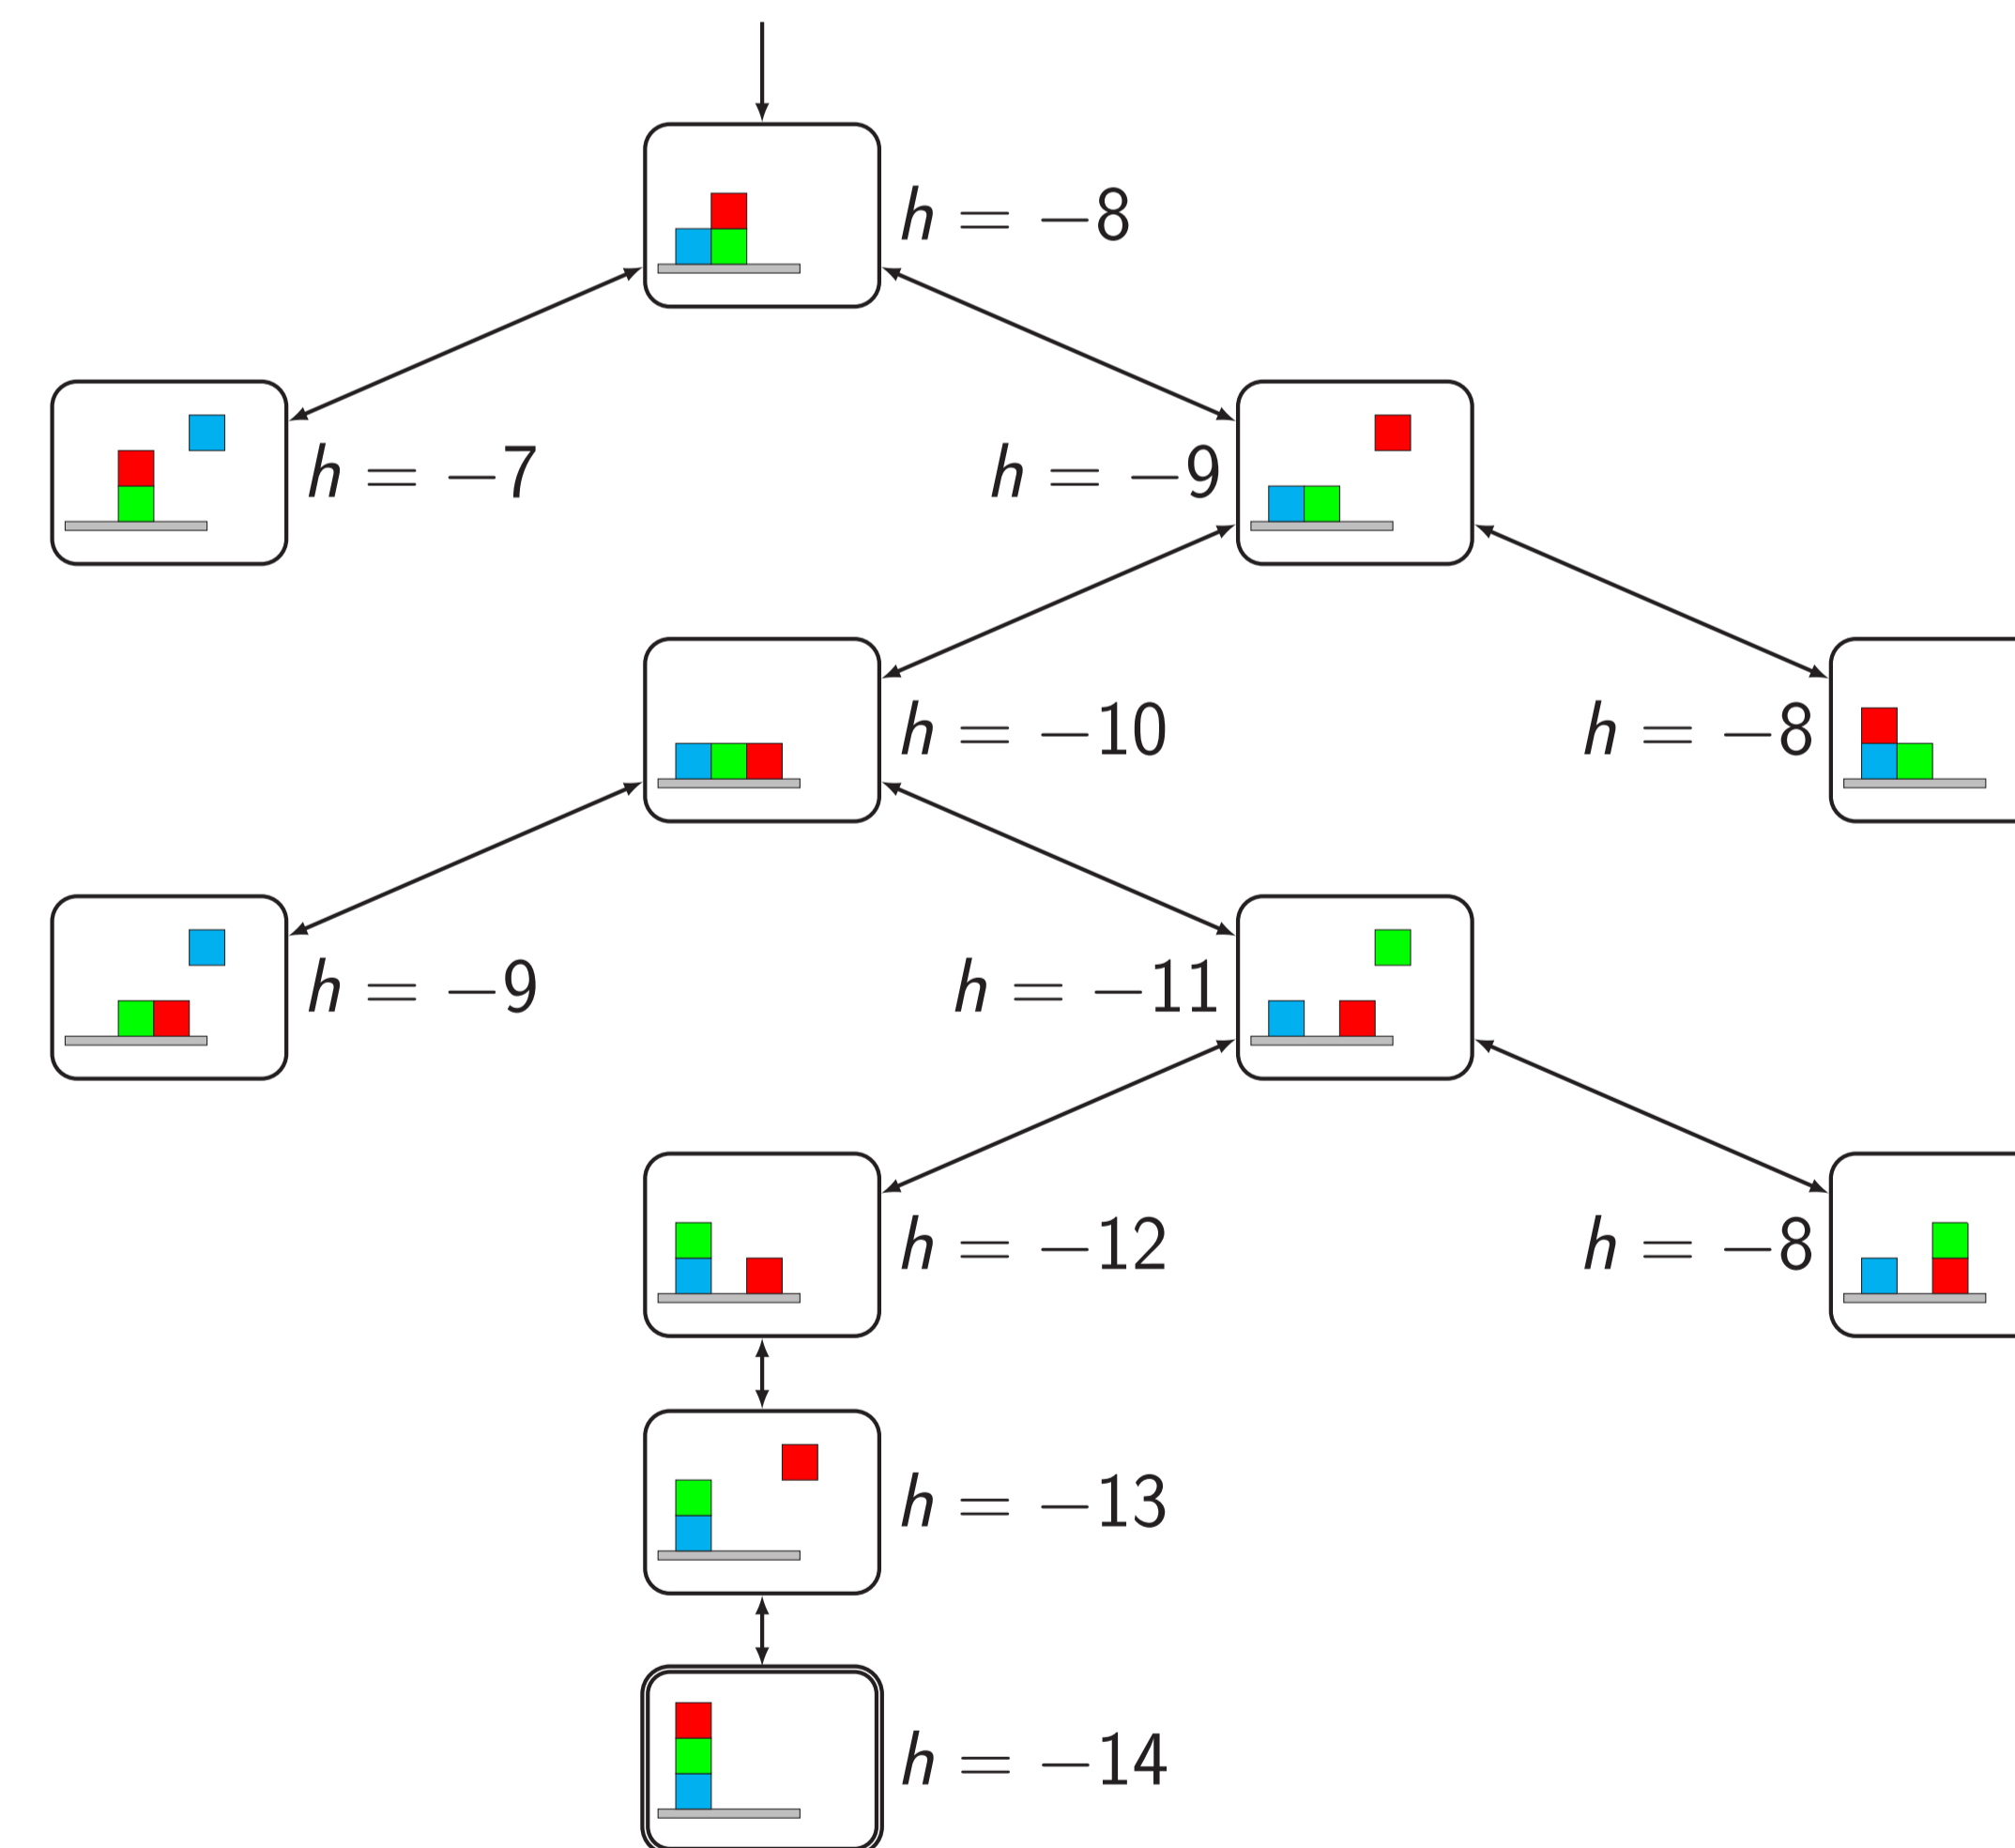 h = −8
h = −7
h = −9
h = −10
h = −8
h = −9
h = −11
h = −12
h = −8
h = −13
h = −14